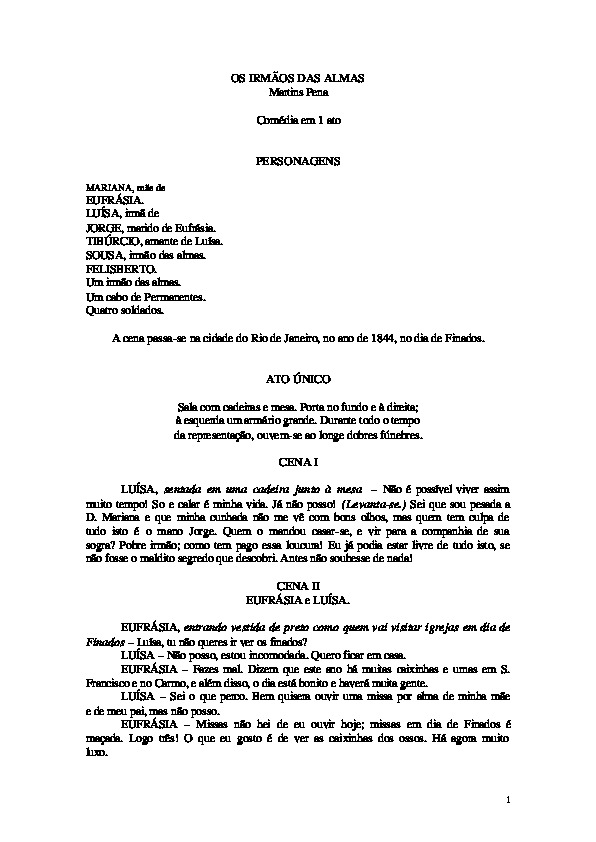 OS IRMÃOS DAS ALMAS
Martins Pena
Comédia em 1 ato
PERSONAGENS
MARIANA, mãe de
EUFRÁSIA.
LUÍSA, irmã de
JORGE, marido de Eufrásia.
TIBÚRCIO, amante de Luísa.
SOUSA, irmão das almas.
FELISBERTO.
Um irmão das almas.
Um cabo de Permanentes.
Quatro soldados.
A cena passa-se na cidade do Rio de Janeiro, no ano de 1844, no dia de Finados.
ATO ÚNICO
Sala com cadeiras e mesa. Porta no fundo e à direita;
à esquerda um armário grande. Durante todo o tempo
da representação, ouvem-se ao longe dobres fúnebres.
CENA I
LUÍSA, sentada em uma cadeira junto à mesa – Não é possível viver assim
muito tempo! So e calar é minha vida. Já não posso! (Levanta-se.) Sei que sou pesada a
D. Mariana e que minha cunhada não me vê com bons olhos, mas quem tem culpa de
tudo isto é o mano Jorge. Quem o mandou casar-se, e vir para a companhia de sua
sogra? Pobre irmão; como tem pago essa loucura! Eu já podia estar livre de tudo isto, se
não fosse o maldito segredo que descobri. Antes não soubesse de nada!
CENA II
EUFRÁSIA e LUÍSA.
EUFRÁSIA, entrando vestida de preto como quem vai visitar igrejas em dia de
Finados – Luísa, tu não queres ir ver os finados?
LUÍSA – Não posso, estou incomodada. Quero ficar em casa.
EUFRÁSIA – Fazes mal. Dizem que este ano há muitas caixinhas e urnas em S.
Francisco e no Carmo, e além disso, o dia está bonito e haverá muita gente.
LUÍSA – Sei o que perco. Bem quisera ouvir uma missa por alma de minha mãe
e de meu pai, mas não posso.
EUFRÁSIA – Missas não hei de eu ouvir hoje; missas em dia de Finados é
maçada. Logo três! O que eu gosto é de ver as caixinhas dos ossos. Há agora muito
luxo.
1